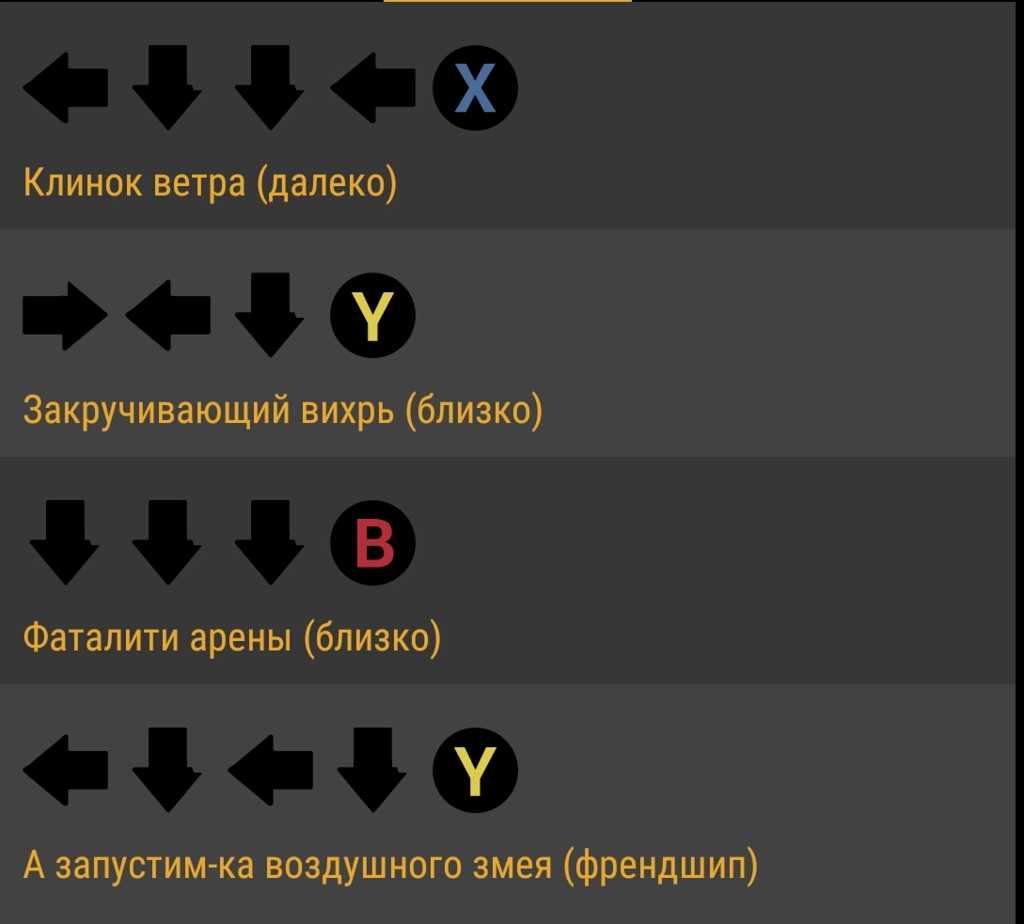 X
Клинок ветра (далеко)
Y
Закручивающий вихрь (близко)
B
Фаталити арены (близко)
Y
А запустим-ка воздушного змея (френдшип)